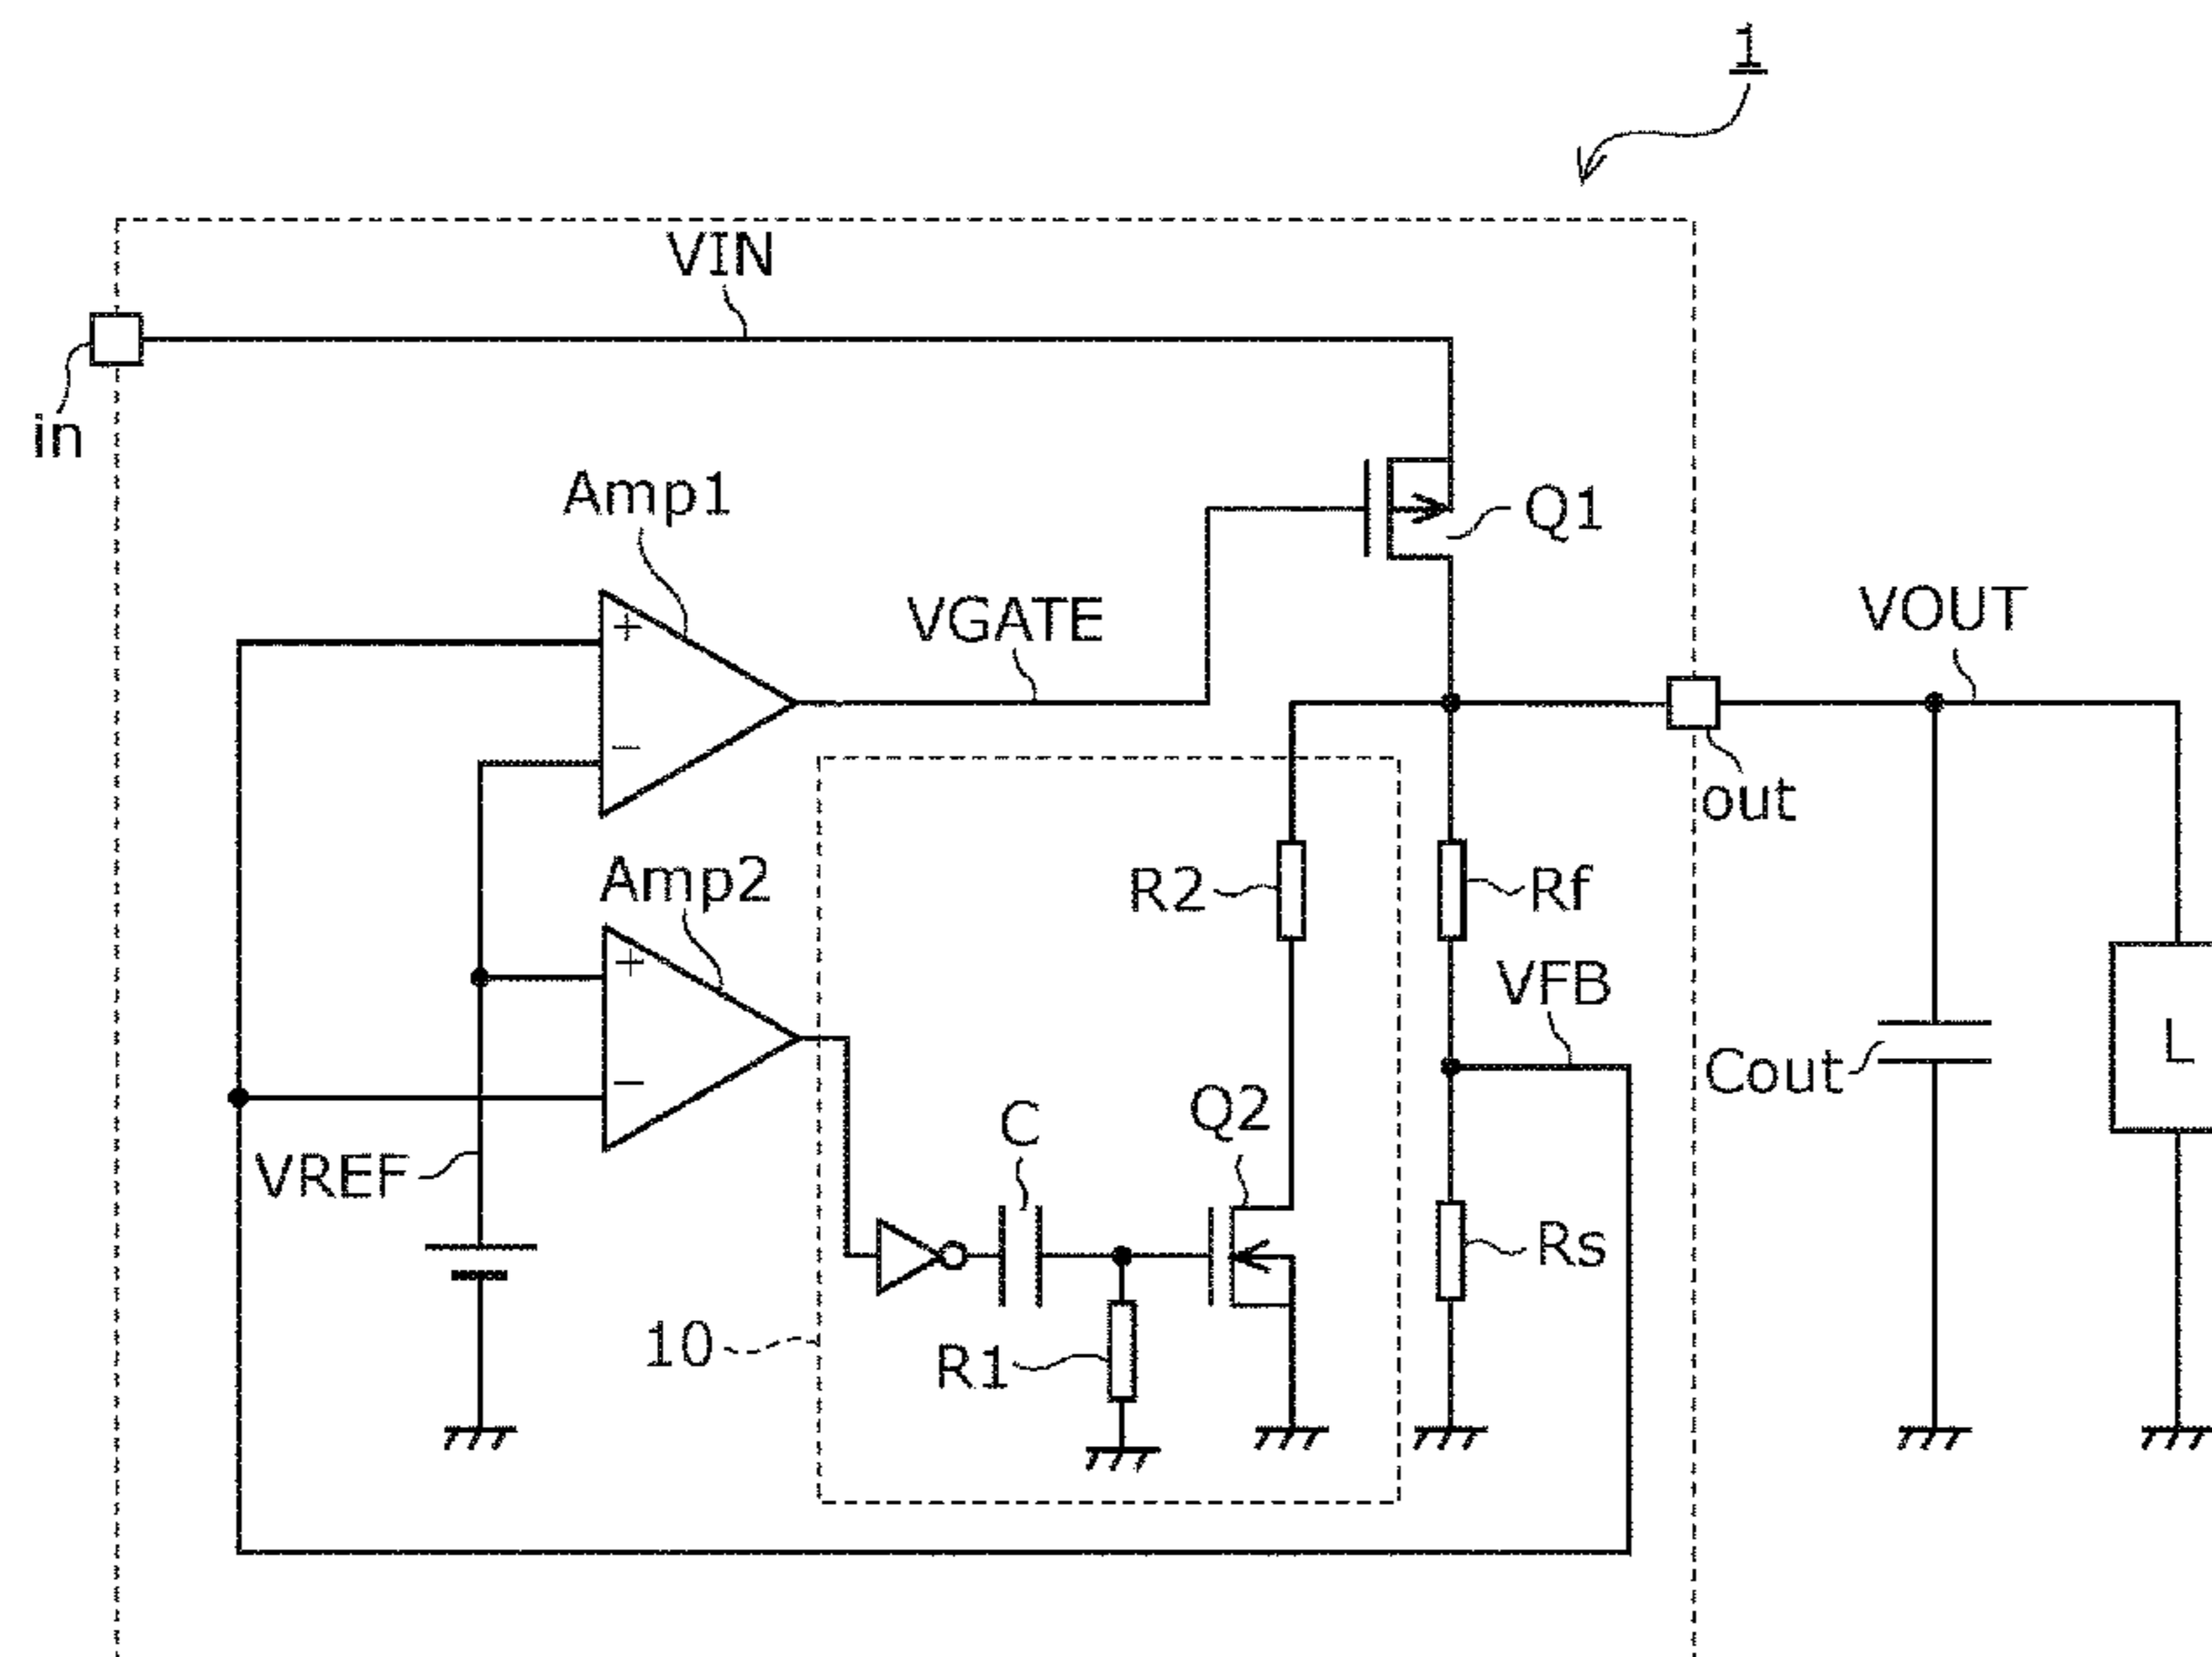 1
VIN
in
Amp1
+
−
VGATE
Q1
VOUT
out
Amp2
+
−
R2
Rf
VFB
Cout
L
VREF
C
Q2
Rs
10
R1